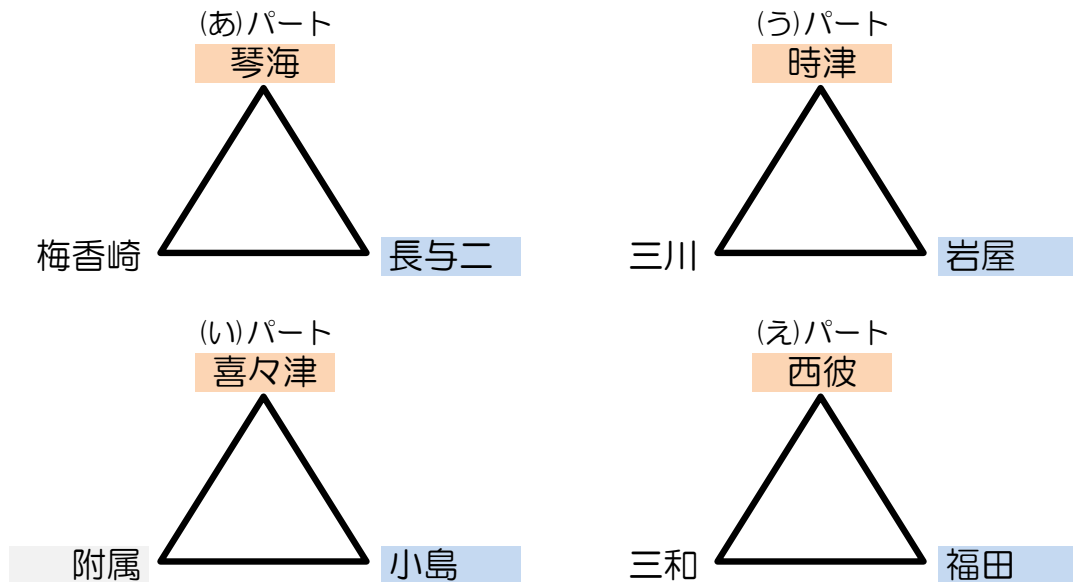 (あ)パート
琴海
梅香崎
長与二
(う)パート
時津
三川
岩屋
(い)パート
喜々津
附属
小島
(え)パート
西彼
三和
福田